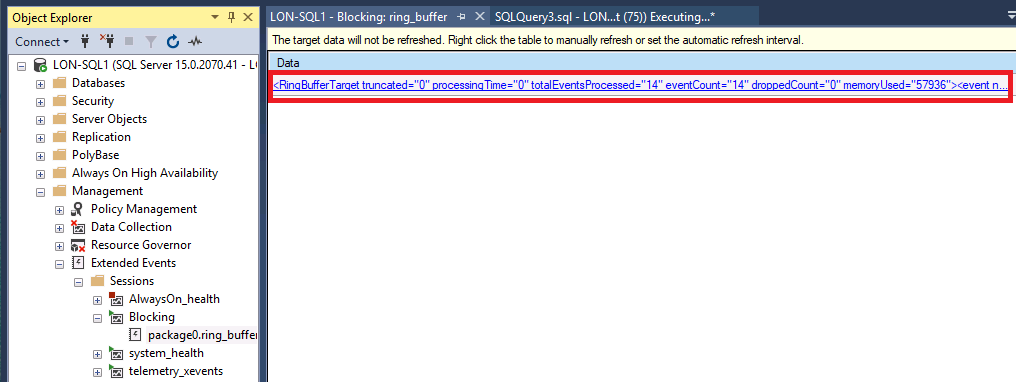 Object Explorer
Connect
LON-SQL1 (SQL Server 15.0.2070.41 - L
Databases
Security
Server Objects
Replication
PolyBase
Always On High Availability
Management
Policy Management
Data Collection
Resource Governor
Extended Events
Sessions
AlwaysOn_health
Blocking
package0.ring_buffer
system_health
telemetry_xevents
LON-SQL1 - Blocking: ring_buffer
SQLQuery3.sql - LON...t (75)) Executing...*
The target data will not be refreshed. Right click the table to manually refresh or set the automatic refresh interval.
Data
<RingBufferTarget truncated="0" processingTime="0" totalEventsProcessed="14" eventCount="14" droppedCount="0" memoryUsed="57936"><event n...